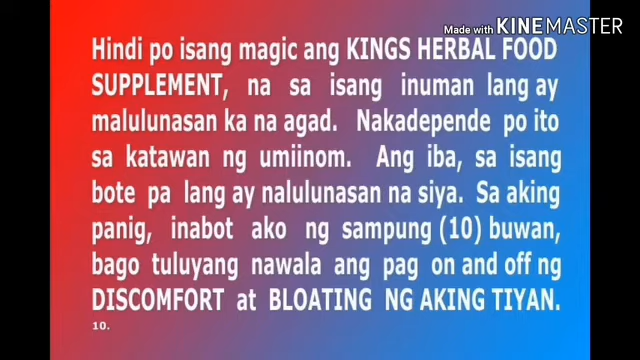 Made with KINEMASTER
Hindi po isang magic ang KINGS HERBAL FOOD
SUPPLEMENT, na sa isang inuman lang ay
malulunasan ka na agad. Nakadepende po ito
sa katawan ng umiinom. Ang iba, sa isang
bote pa lang ay nalulunasan na siya. Sa aking
panig, inabot ako ng sampung (10) buwan,
bago tuluyang nawala ang pag on and off ng
DISCOMFORT at BLOATING NG AKING TIYAN.
10.